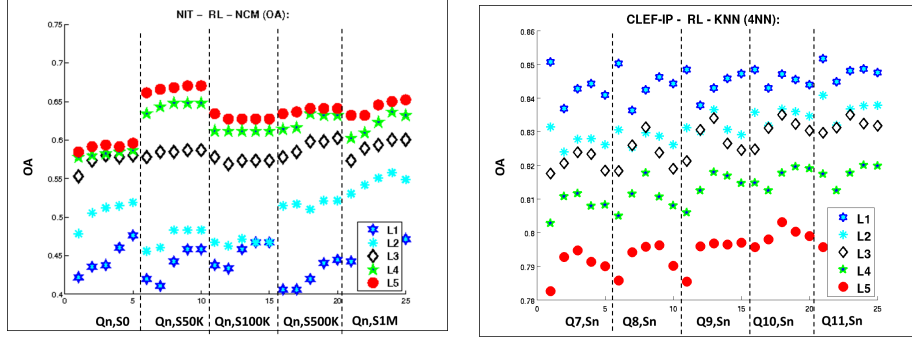 NIT – RL – NCM (OA):
0.75
0.7
0.65
0.6
0.55
0.5
0.45
0.4
OA
0 5 10 15 20 25
L1
L2
L3
L4
L5
Qn,S0 Qn,S50K Qn,S100K Qn,S500K Qn,S1M
CLEF-IP - RL - KNN (4NN):
0.86
0.85
0.84
0.83
0.82
0.81
0.8
0.79
0.78
OA
0 5 10 15 20 25
L1
L2
L3
L4
L5
Q7,Sn Q8,Sn Q9,Sn Q10,Sn Q11,Sn